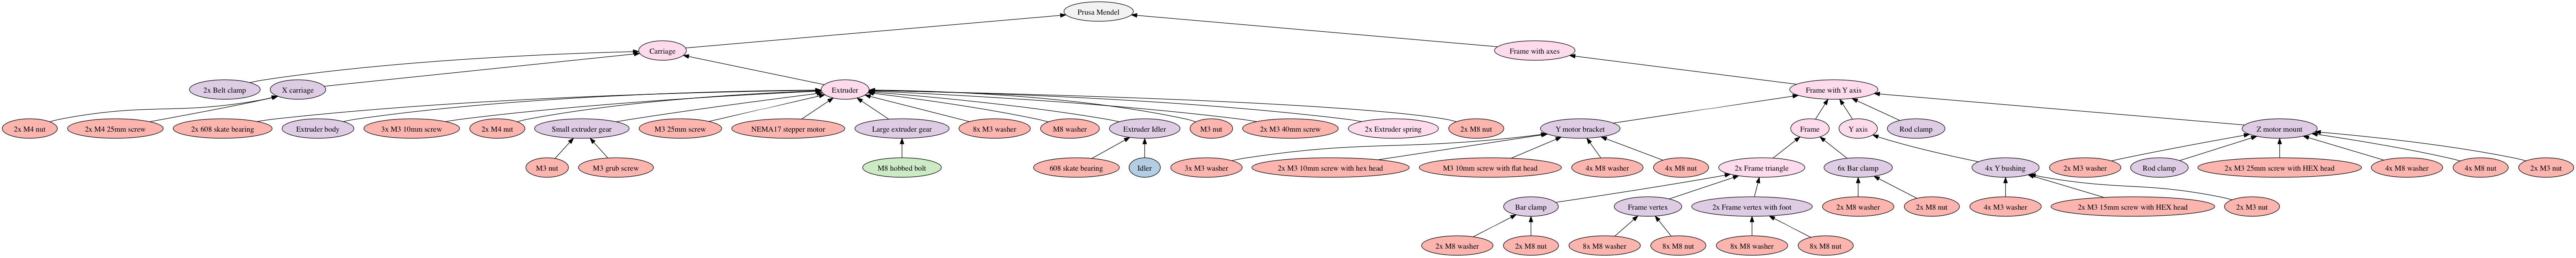 Prusa Mendel
Carriage
Frame with axes
2x Belt clamp
X carriage
Extruder
Frame with Y axis
2x M4 nut
2x M4 25mm screw
2x 608 skate bearing
Extruder body
3x M3 10mm screw
2x M4 nut
Small extruder gear
M3 25mm screw
NEMA17 stepper motor
Large extruder gear
8x M3 washer
M8 washer
Extruder Idler
M3 nut
2x M3 40mm screw
2x Extruder spring
2x M8 nut
Y motor bracket
Frame
Y axis
Rod clamp
Z motor mount
M3 nut
M3 grub screw
M8 hobbed bolt
608 skate bearing
Idler
3x M3 washer
2x M3 10mm screw with hex head
M3 10mm screw with flat head
4x M8 washer
4x M8 nut
2x Frame triangle
6x Bar clamp
4x Y bushing
2x M3 washer
Rod clamp
2x M3 25mm screw with HEX head
4x M8 washer
4x M8 nut
2x M3 nut
Bar clamp
Frame vertex
2x Frame vertex with foot
2x M8 washer
2x M8 nut
4x M3 washer
2x M3 15mm screw with HEX head
2x M3 nut
2x M8 washer
2x M8 nut
8x M8 washer
8x M8 nut
8x M8 washer
8x M8 nut